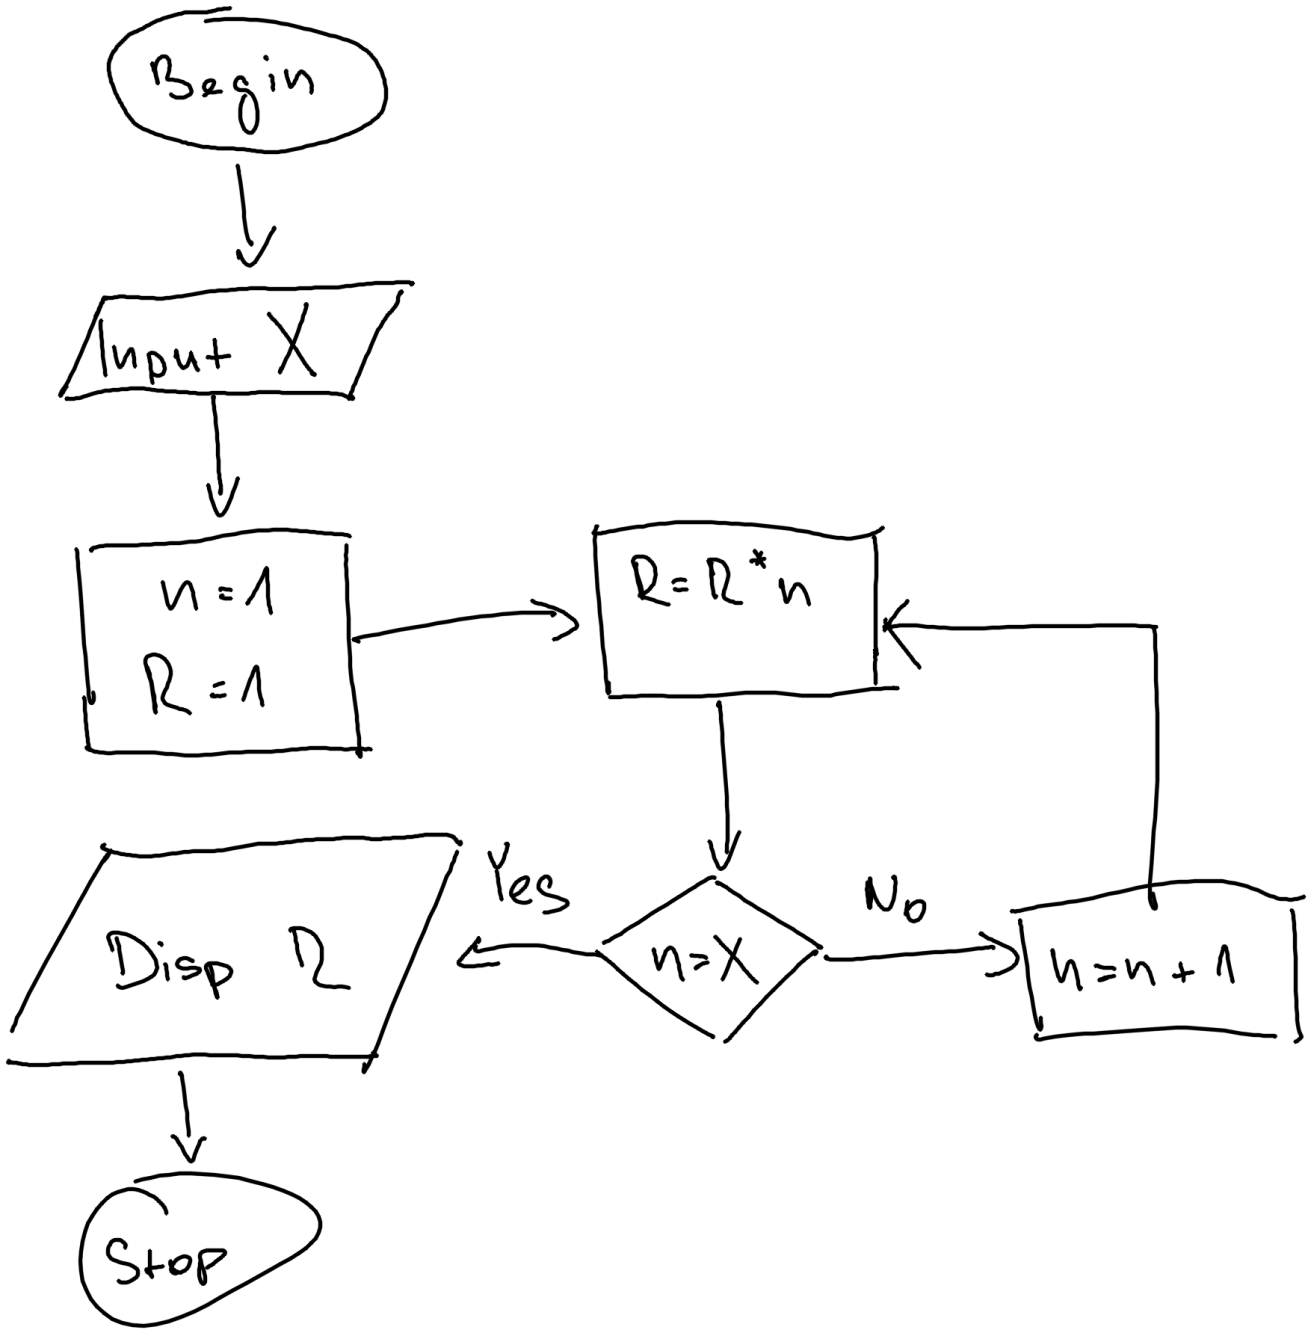 Begin
Input X
n=1
R=1
R=R*n
n=X
Yes
No
n=n+1
Disp R
Stop